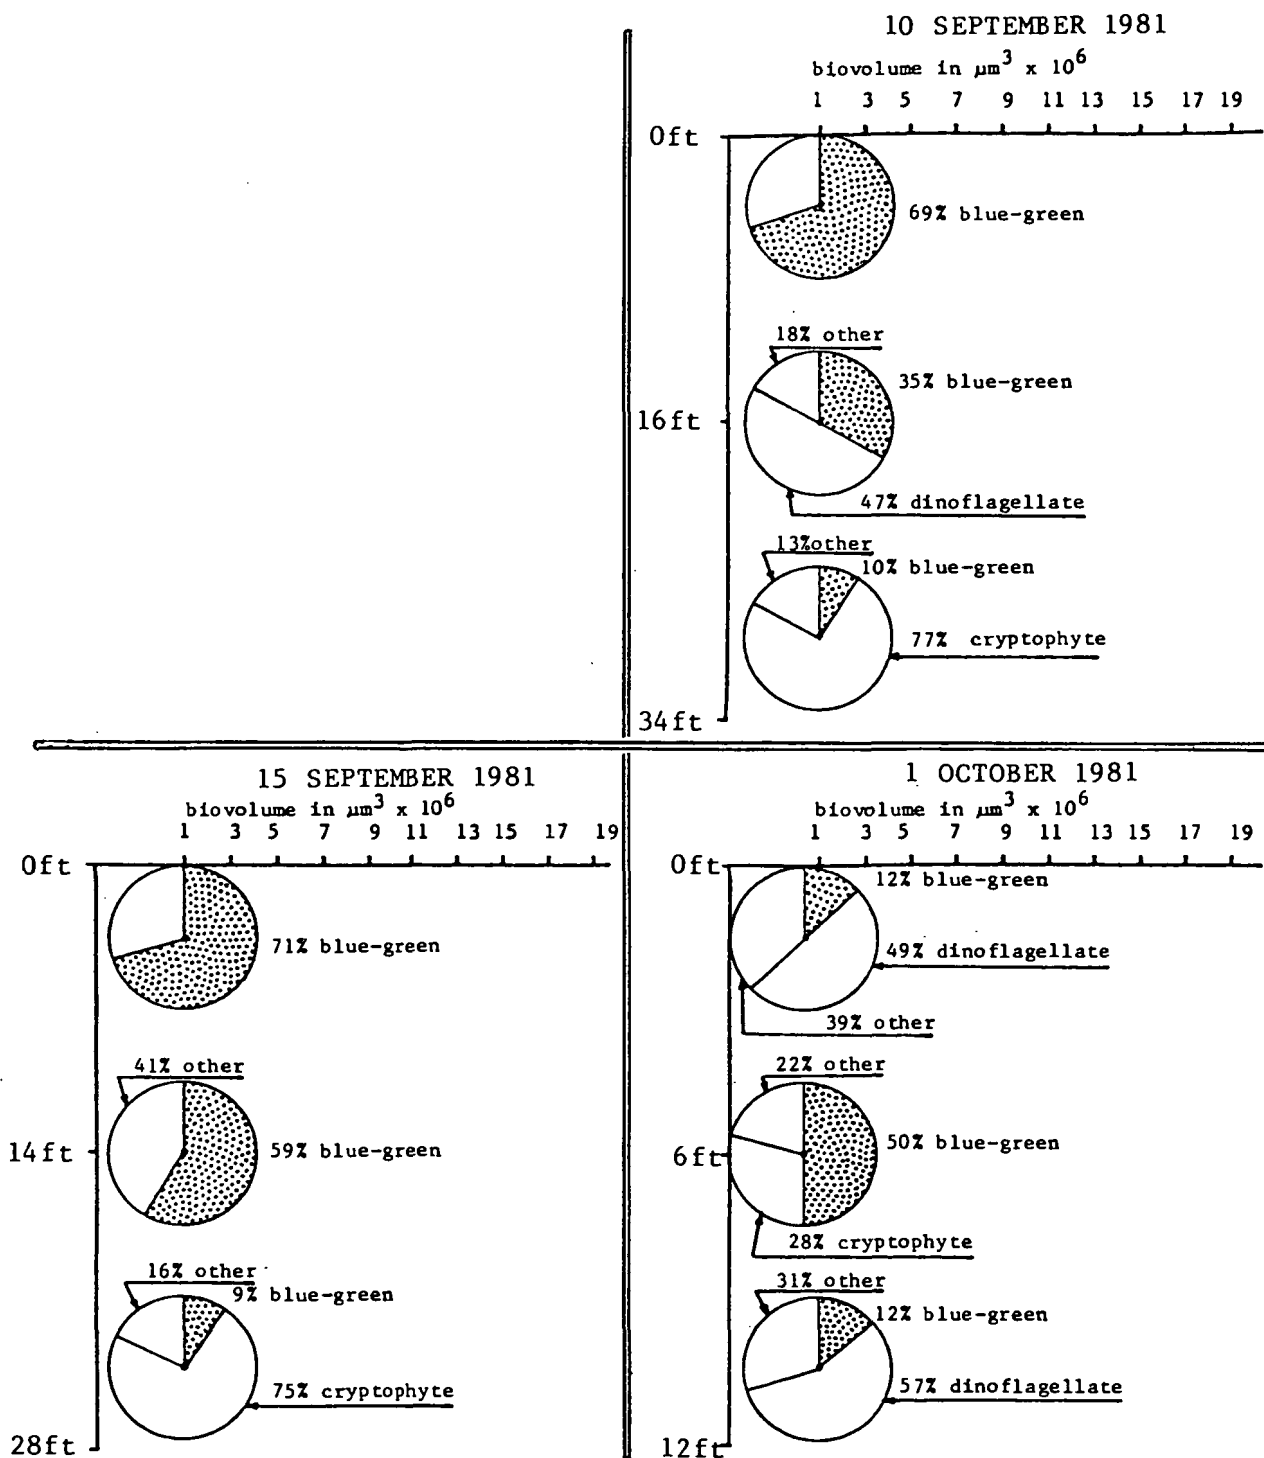 10 SEPTEMBER 1981
biovolume in μm³ x 10⁶
1 3 5 7 9 11 13 15 17 19
0ft
69% blue-green
18% other
35% blue-green
16ft
47% dinoflagellate
13%other
10% blue-green
77% cryptophyte
34ft
15 SEPTEMBER 1981
biovolume in μm³ x 10⁶
1 3 5 7 9 11 13 15 17 19
0ft
71% blue-green
41% other
59% blue-green
14ft
16% other
9% blue-green
75% cryptophyte
28ft
1 OCTOBER 1981
biovolume in μm³ x 10⁶
1 3 5 7 9 11 13 15 17 19
0ft
12% blue-green
49% dinoflagellate
39% other
22% other
50% blue-green
6ft
28% cryptophyte
31% other
12% blue-green
57% dinoflagellate
12ft